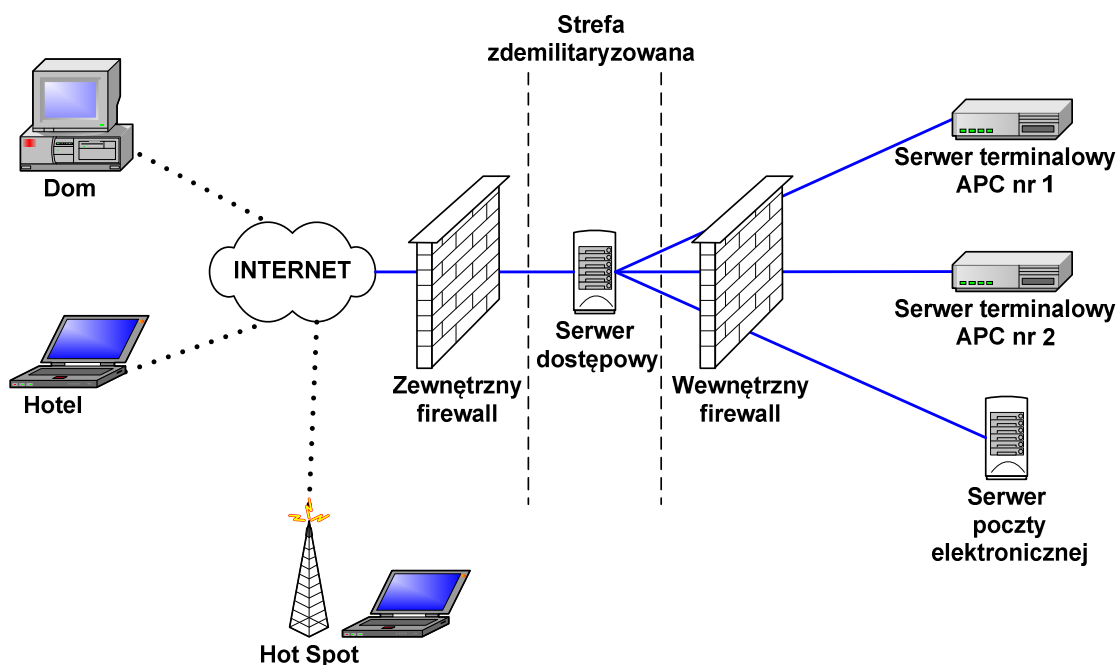 Strefa
zdemilitaryzowana
Dom
Serwer terminalowy
APC nr 1
INTERNET
Serwer terminalowy
APC nr 2
Serwer
dostępowy
Hotel
Zewnętrzny
firewall
Wewnętrzny
firewall
Serwer
poczty
elektronicznej
Hot Spot